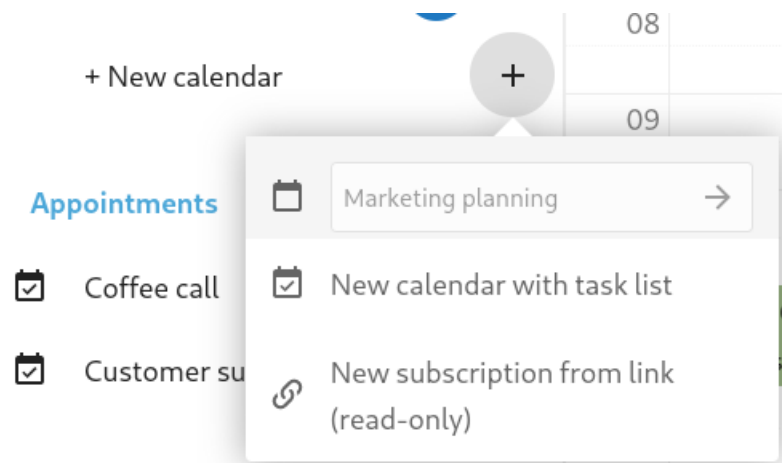 08
+ New calendar
09
Marketing planning
Appointments
New calendar with task list
Coffee call
New subscription from link
(read-only)
Customer su